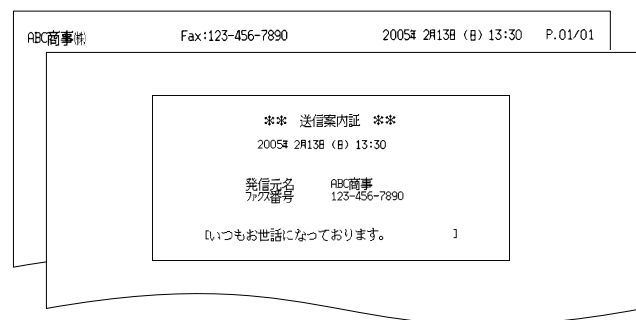 ABC商事㈱ Fax:123-456-7890 2005年 2月13日(日) 13:30 P.01/01
** 送信案内証 **
2005年 2月13日(日) 13:30
発信元名 ABC商事
ファクス番号 123-456-7890
[いつもお世話になっております。 ]